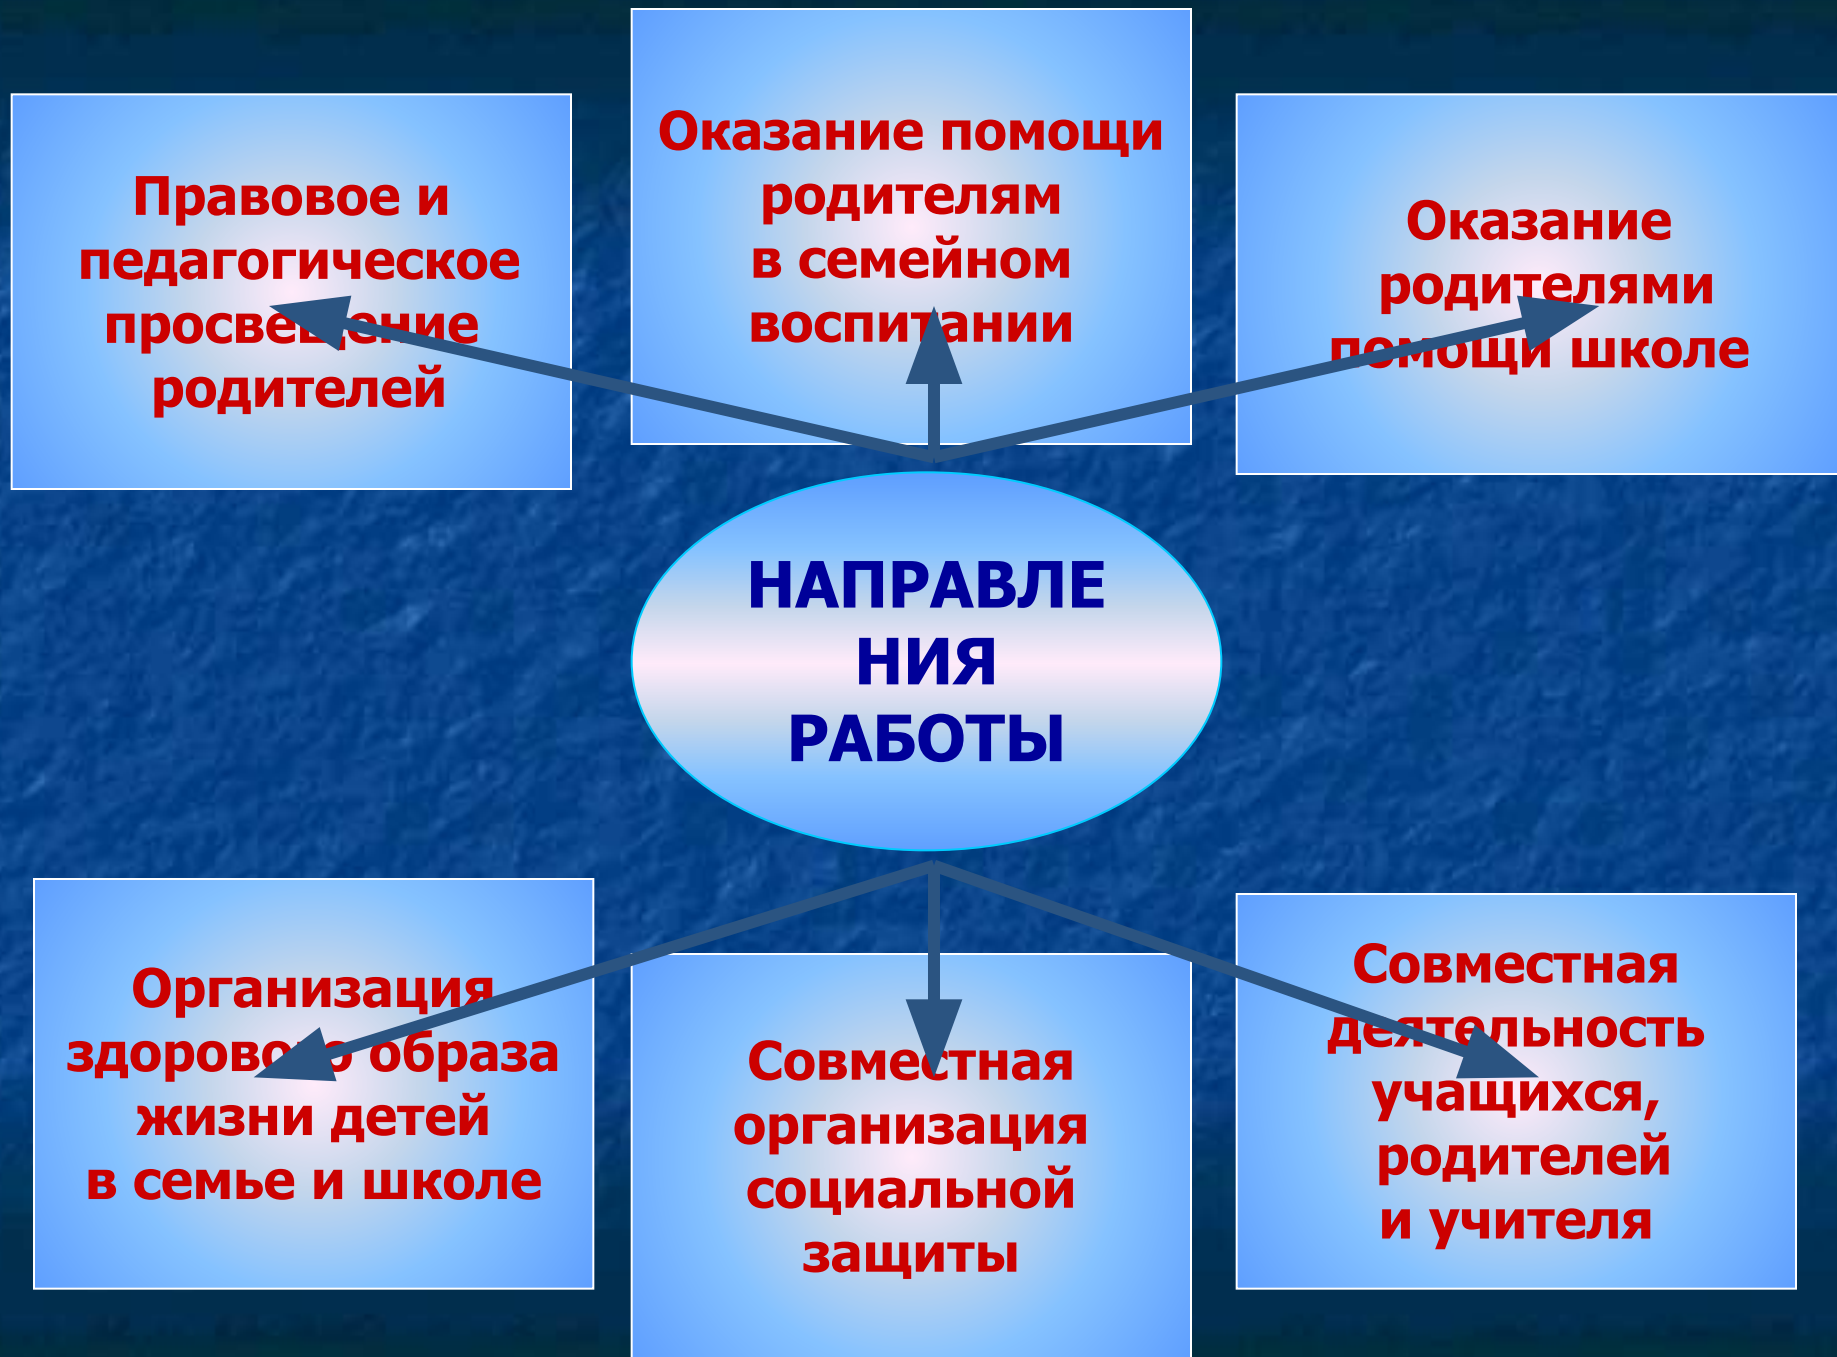 Правовое и
педагогическое
просвещение
родителей
Оказание помощи
родителям
в семейном
воспитании
Оказание
родителями
помощи школе
НАПРАВЛЕ
НИЯ
РАБОТЫ
Организация
здорового образа
жизни детей
в семье и школе
Совместная
организация
социальной
защиты
Совместная
деятельность
учащихся,
родителей
и учителя